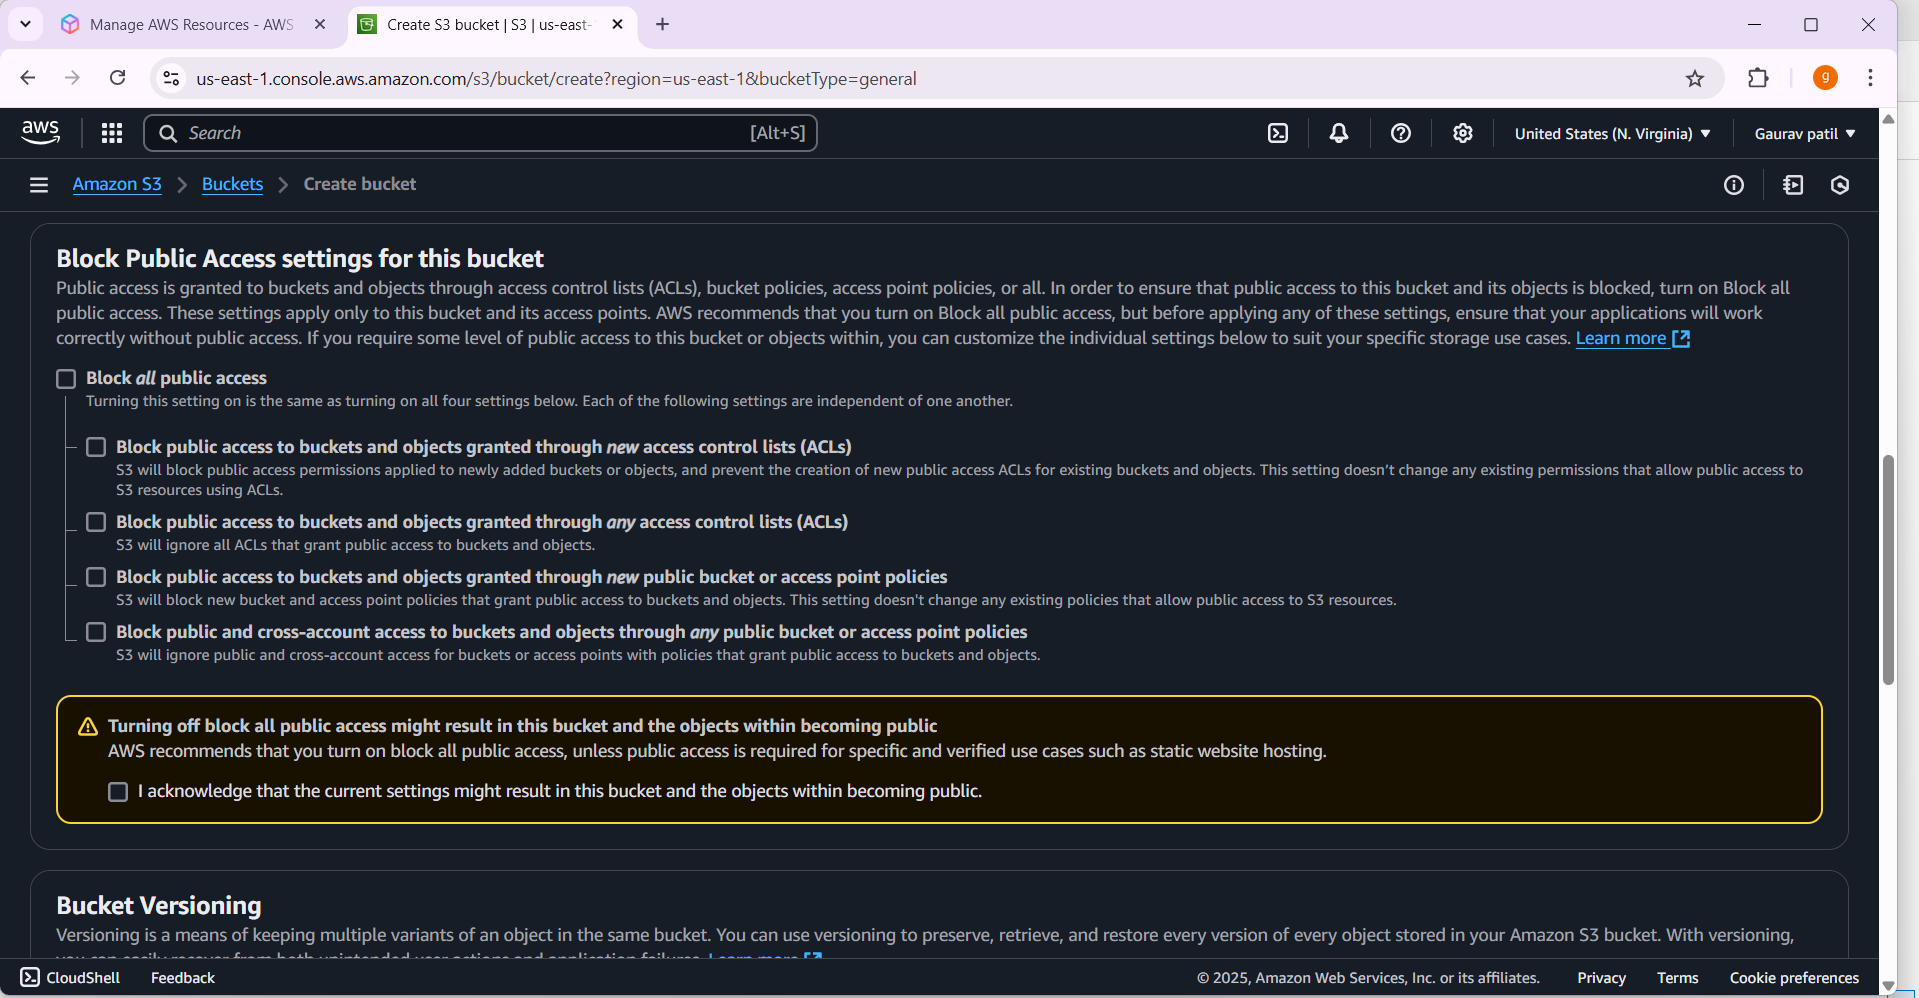 Manage AWS Resources - AWS
Create S3 bucket | S3 | us-east-
us-east-1.console.aws.amazon.com/s3/bucket/create?region=us-east-1&bucketType=general
g
aws
Search
[Alt+S]
United States (N. Virginia)
Gaurav patil
Amazon S3
Buckets
Create bucket
Block Public Access settings for this bucket
Public access is granted to buckets and objects through access control lists (ACLs), bucket policies, access point policies, or all. In order to ensure that public access to this bucket and its objects is blocked, turn on Block all
public access. These settings apply only to this bucket and its access points. AWS recommends that you turn on Block all public access, but before applying any of these settings, ensure that your applications will work
correctly without public access. If you require some level of public access to this bucket or objects within, you can customize the individual settings below to suit your specific storage use cases. Learn more
Block all public access
Turning this setting on is the same as turning on all four settings below. Each of the following settings are independent of one another.
Block public access to buckets and objects granted through new access control lists (ACLs)
S3 will block public access permissions applied to newly added buckets or objects, and prevent the creation of new public access ACLs for existing buckets and objects. This setting doesn't change any existing permissions that allow public access to
S3 resources using ACLs.
Block public access to buckets and objects granted through any access control lists (ACLs)
S3 will ignore all ACLs that grant public access to buckets and objects.
Block public access to buckets and objects granted through new public bucket or access point policies
S3 will block new bucket and access point policies that grant public access to buckets and objects. This setting doesn't change any existing policies that allow public access to S3 resources.
Block public and cross-account access to buckets and objects through any public bucket or access point policies
S3 will ignore public and cross-account access for buckets or access points with policies that grant public access to buckets and objects.
Turning off block all public access might result in this bucket and the objects within becoming public
AWS recommends that you turn on block all public access, unless public access is required for specific and verified use cases such as static website hosting.
I acknowledge that the current settings might result in this bucket and the objects within becoming public.
Bucket Versioning
Versioning is a means of keeping multiple variants of an object in the same bucket. You can use versioning to preserve, retrieve, and restore every version of every object stored in your Amazon S3 bucket. With versioning,
you can easily recover from both unintended user actions and application failures. Learn more
CloudShell
Feedback
© 2025, Amazon Web Services, Inc. or its affiliates.
Privacy
Terms
Cookie preferences